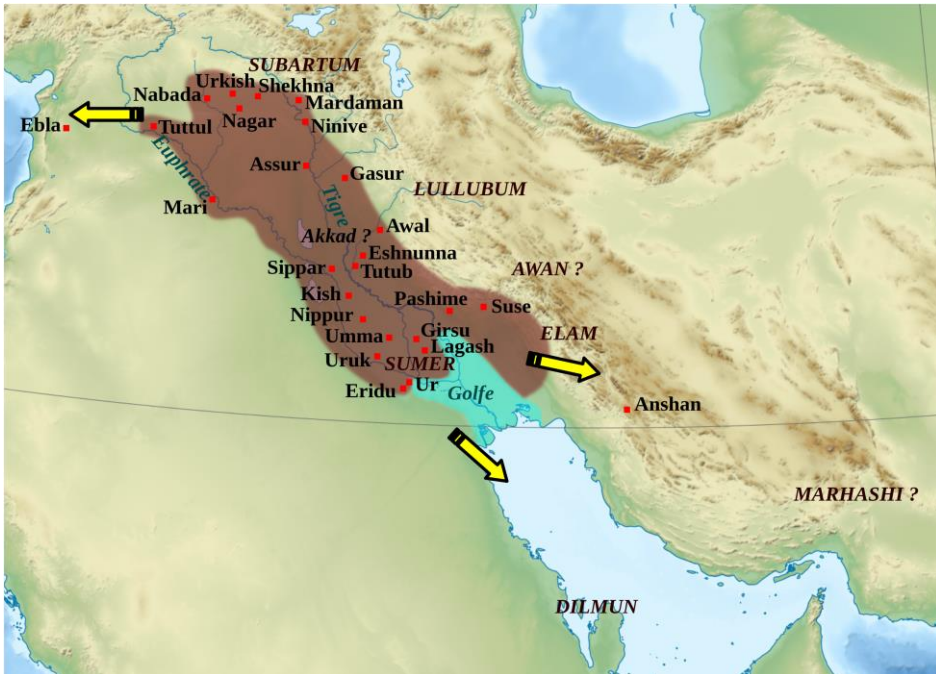 SUBARTUM
Urkish
Shekhna
Nabada
Mardaman
Nagar
Ebla
Tuttul
Ninive
Euphrate
Assur
Gasur
Tigre
LULLUBUM
Mari
Awal
Akkad ?
Eshnunna
Sippar
Tutub
AWAN ?
Kish
Pashime
Suse
Nippur
Umma
Girsu
ELAM
Uruk
Lagash
SUMER
Eridu
Ur
Golfe
Anshan
MARHASHI ?
DILMUN